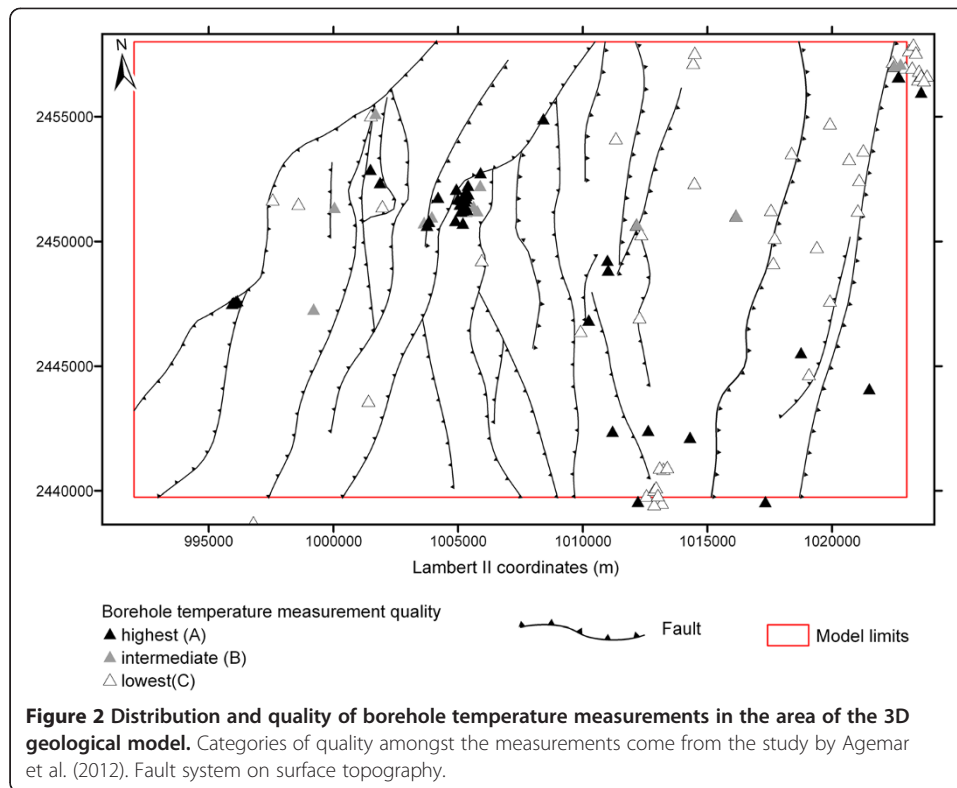 N
2455000
2450000
2445000
2440000
995000 1000000 1005000 1010000 1015000 1020000
Lambert II coordinates (m)
Borehole temperature measurement quality
highest (A)
intermediate (B)
lowest(C)
Fault
Model limits
Figure 2 Distribution and quality of borehole temperature measurements in the area of the 3D
geological model. Categories of quality amongst the measurements come from the study by Agemar
et al. (2012). Fault system on surface topography.